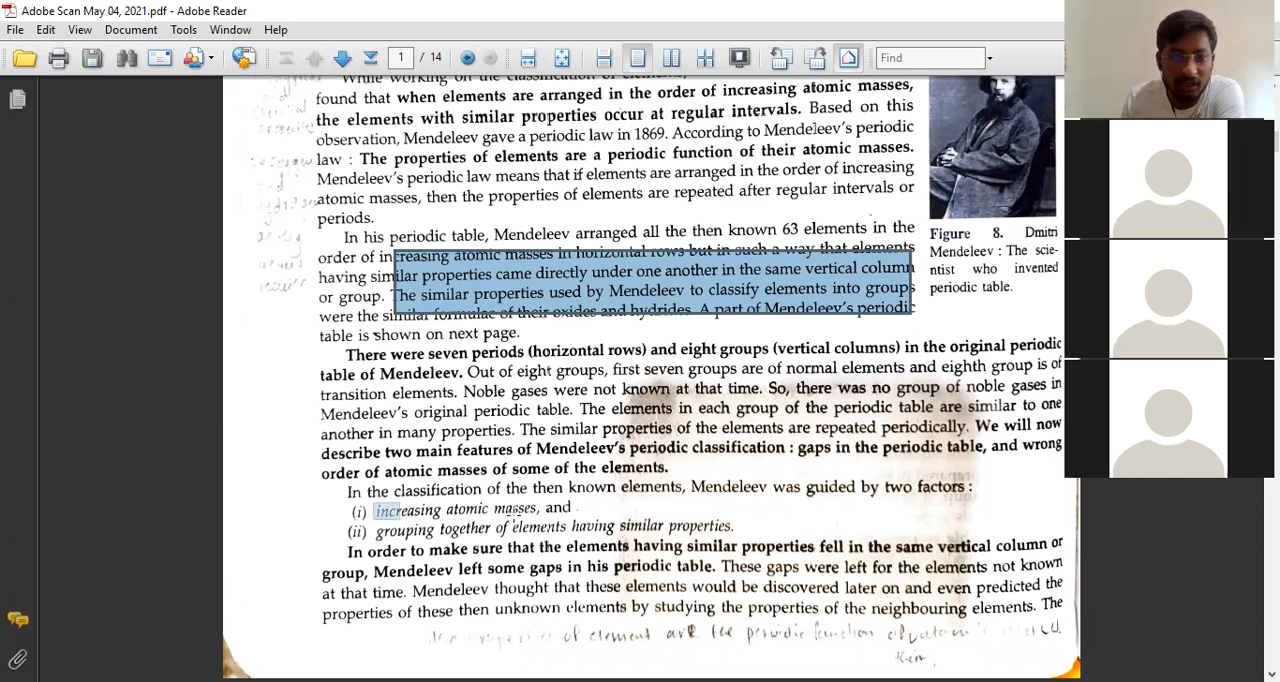 Adobe Scan May 04, 2021.pdf - Adobe Reader
File Edit View Document Tools Window Help
1 / 14 Find
While working on the classification of elements,
found that when elements are arranged in the order of increasing atomic masses,
the elements with similar properties occur at regular intervals. Based on this
observation, Mendeleev gave a periodic law in 1869. According to Mendeleev's periodic
law : The properties of elements are a periodic function of their atomic masses.
Mendeleev's periodic law means that if elements are arranged in the order of increasing
atomic masses, then the properties of elements are repeated after regular intervals or
periods.
In his periodic table, Mendeleev arranged all the then known 63 elements in the
order of increasing atomic masses in horizontal rows but in such a way that elements
having similar properties came directly under one another in the same vertical column
or group. The similar properties used by Mendeleev to classify elements into groups
were the similar formulae of their oxides and hydrides. A part of Mendeleev's periodic
table is shown on next page.
Figure 8. Dmitri
Mendeleev : The scie-
ntist who invented
periodic table.
There were seven periods (horizontal rows) and eight groups (vertical columns) in the original periodic
table of Mendeleev. Out of eight groups, first seven groups are of normal elements and eighth group is of
transition elements. Noble gases were not known at that time. So, there was no group of noble gases in
Mendeleev's original periodic table. The elements in each group of the periodic table are similar to one
another in many properties. The similar properties of the elements are repeated periodically. We will now
describe two main features of Mendeleev's periodic classification : gaps in the periodic table, and wrong
order of atomic masses of some of the elements.
In the classification of the then known elements, Mendeleev was guided by two factors :
(i) increasing atomic masses, and
(ii) grouping together of elements having similar properties.
In order to make sure that the elements having similar properties fell in the same vertical column or
group, Mendeleev left some gaps in his periodic table. These gaps were left for the elements not known
at that time. Mendeleev thought that these elements would be discovered later on and even predicted the
properties of these then unknown elements by studying the properties of the neighbouring elements. The
properties of element are the periodic function of
their